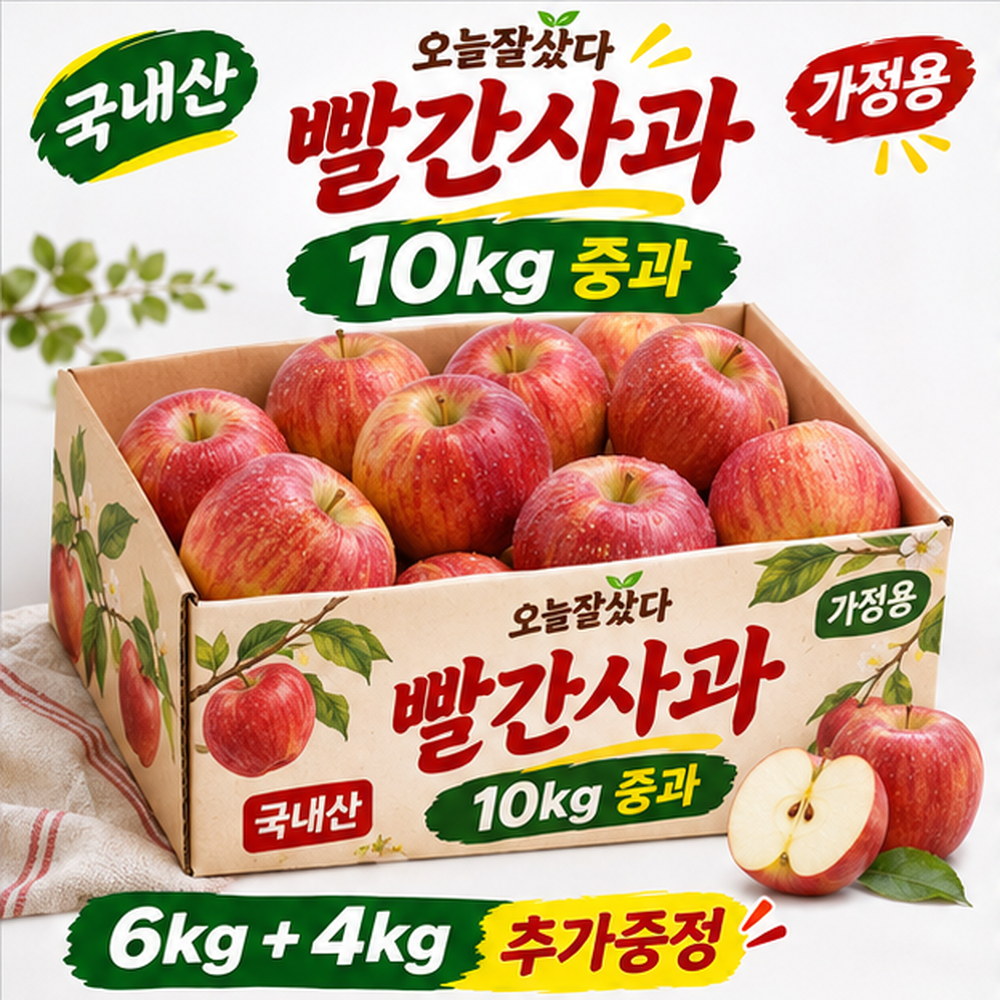 국내산
오늘잘샀다
가정용
빨간사과
10kg 중과
오늘잘샀다
가정용
빨간사과
국내산
10kg 중과
6kg + 4kg 추가중정